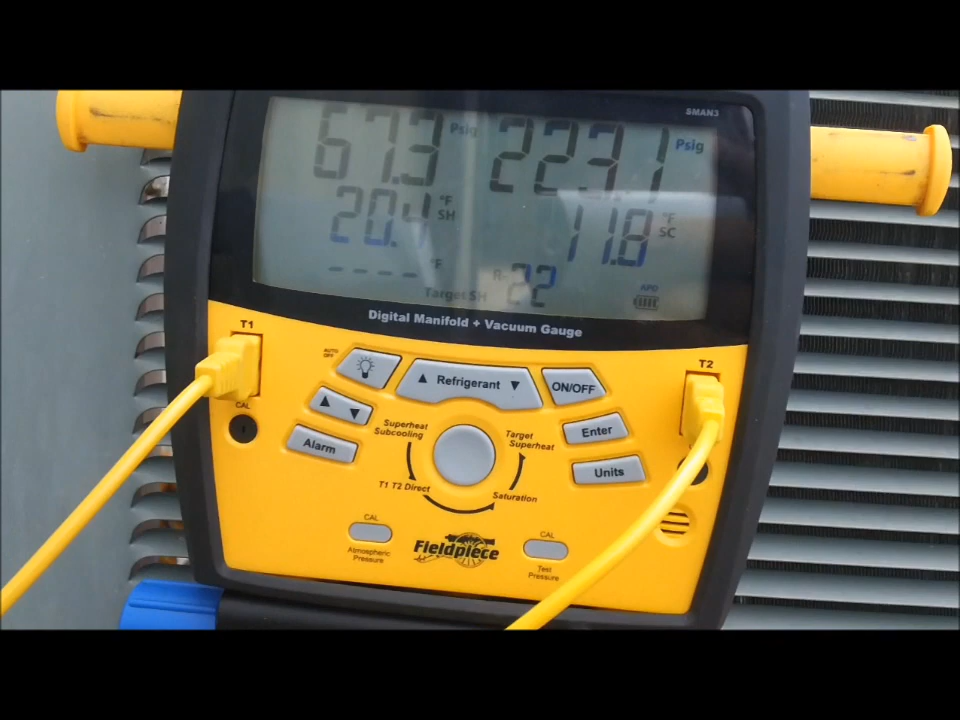 SMAN3
67.3 Psig 223.1 Psig
20.4 °F SH 11.8 °F SC
---- °F R-22
Target SH APO
Digital Manifold + Vacuum Gauge
T1
T2
AUTO OFF
▲ Refrigerant ▼
ON/OFF
CAL
▲ ▼
Superheat
Subcooling
Target
Superheat
Enter
Alarm
T1 T2 Direct
Saturation
Units
CAL
Atmospheric
Pressure
Fieldpiece
CAL
Test
Pressure